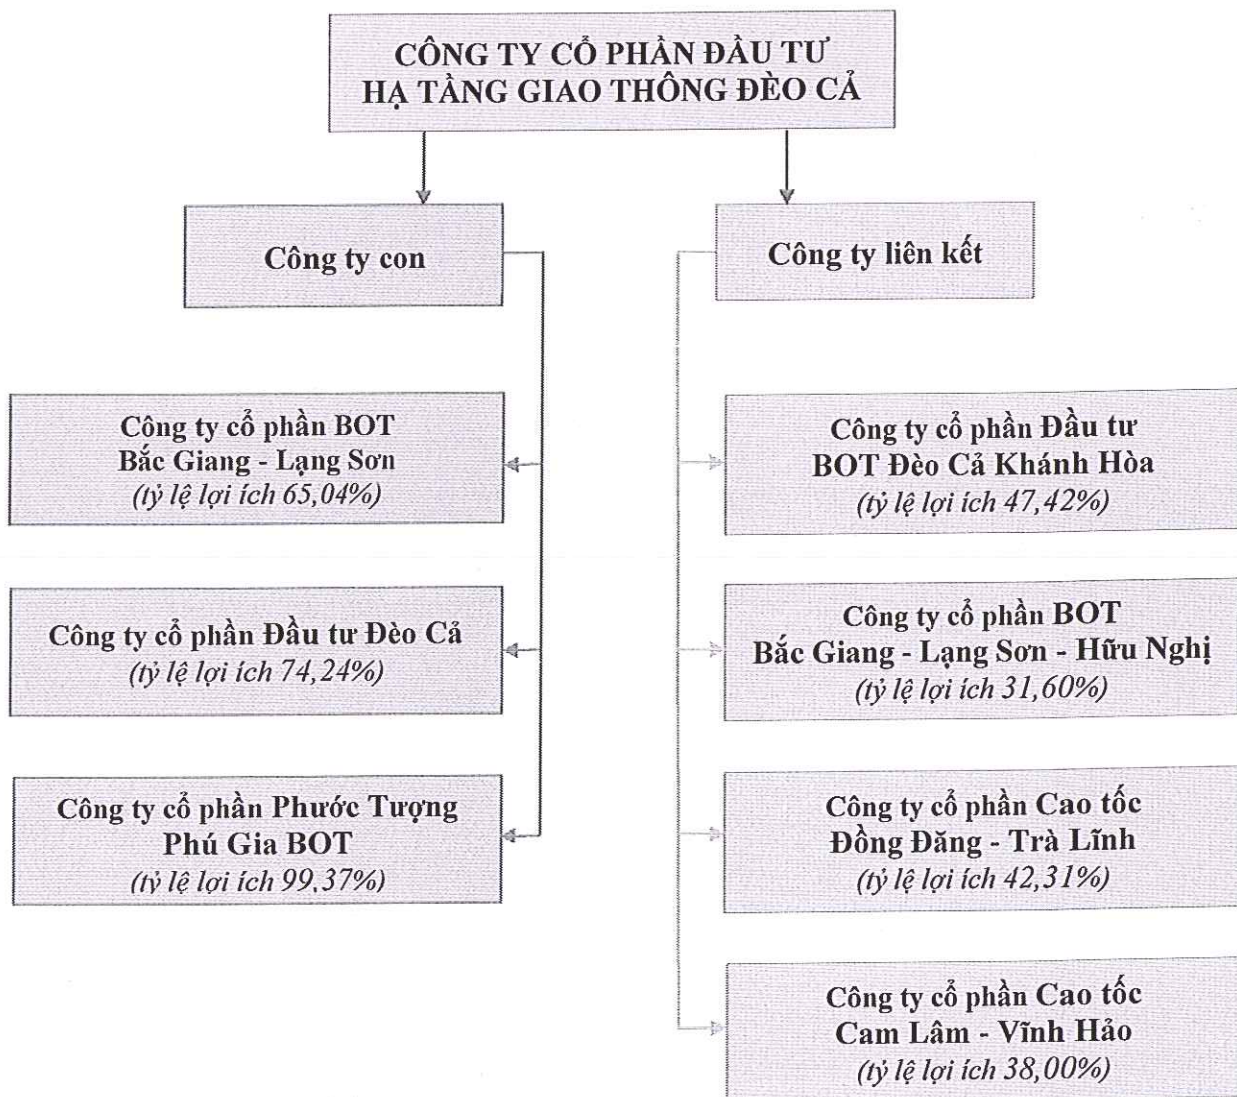 CÔNG TY CỔ PHẦN ĐẦU TƯ
HẠ TẦNG GIAO THÔNG ĐÈO CẢ
Công ty con
Công ty liên kết
Công ty cổ phần BOT
Bắc Giang - Lạng Sơn
(tỷ lệ lợi ích 65,04%)
Công ty cổ phần Đầu tư Đèo Cả
(tỷ lệ lợi ích 74,24%)
Công ty cổ phần Phước Tượng
Phú Gia BOT
(tỷ lệ lợi ích 99,37%)
Công ty cổ phần Đầu tư
BOT Đèo Cả Khánh Hòa
(tỷ lệ lợi ích 47,42%)
Công ty cổ phần BOT
Bắc Giang - Lạng Sơn - Hữu Nghị
(tỷ lệ lợi ích 31,60%)
Công ty cổ phần Cao tốc
Đồng Đăng - Trà Lĩnh
(tỷ lệ lợi ích 42,31%)
Công ty cổ phần Cao tốc
Cam Lâm - Vĩnh Hảo
(tỷ lệ lợi ích 38,00%)